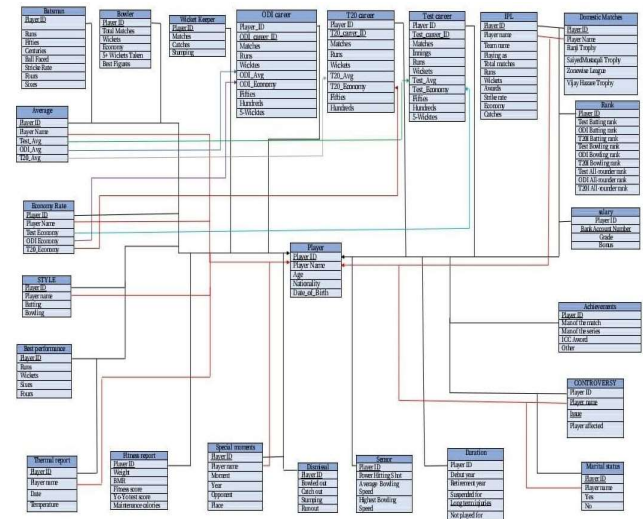 Batsman
Player ID
Runs
Fifties
Centuries
Ball Faced
Stricke Rate
Fours
Sixes
Bowler
Player ID
Total Matches
Wickets
Economy
5+ Wickets Taken
Best Figures
Wicket Keeper
Player ID
Matches
Catches
Stumping
ODI career
Player_ID
ODI_career_ID
Matches
Runs
Wickets
ODI_Avg
ODI_Economy
Fifties
Hundreds
5-Wicktes
T20 career
Player ID
T20_career_ID
Matches
Runs
Wickets
T20_Avg
T20_Economy
Fifties
Hundreds
Test career
Player ID
Test_career_ID
Matches
Innings
Runs
Wickets
Test_Avg
Test_Economy
Fifties
Hundreds
5-Wickets
IPL
Player ID
Player name
Team name
Playing as
Total matches
Runs
Wickets
Awards
Strike rate
Economy
Catches
Domestic Matches
Player ID
Player Name
Ranji Trophy
Zonewise League
Vijay Hazare Trophy
Average
Player ID
Player Name
Test_Avg
ODI_Avg
T20_Avg
Rank
Player ID
Test Batting rank
ODI Batting rank
T20I Batting rank
Test Bowling rank
ODI Bowling rank
T20I Bowling rank
Test All-rounder rank
ODI All-rounder rank
T20I All-rounder rank
Economy Rate
Player ID
Player Name
Test Economy
ODI Economy
T20_Economy
salary
Player ID
Bank Account Number
Grade
Bonus
Player
Player ID
Player Name
Age
Nationality
Date_of_Birth
STYLE
Player ID
Player name
Batting
Bowling
Achievements
Player ID
Man of the match
Man of the series
ICC Aword
Other
Best performance
Player ID
Runs
Wickets
Sixes
Fours
CONTROVERSY
Player ID
Player name
Issue
Player affected
Thermal report
Player ID
Player name
Date
Temperature
Fitness report
Player ID
Weight
BMR
Fitness score
Yo-Yo test score
Maintenance calories
Special moments
Player ID
Player name
Moment
Year
Opponent
Place
Dismissal
Player ID
Bowled out
Catch out
Stumping
Run out
Sensor
Player ID
Power Hitting Shot
Average Bowling
Speed
Highest Bowling
Speed
Duration
Player ID
Debut year
Retirement year
Suspended for
Long term injuries
Not played for
Marital status
Player ID
Player name
Yes
No